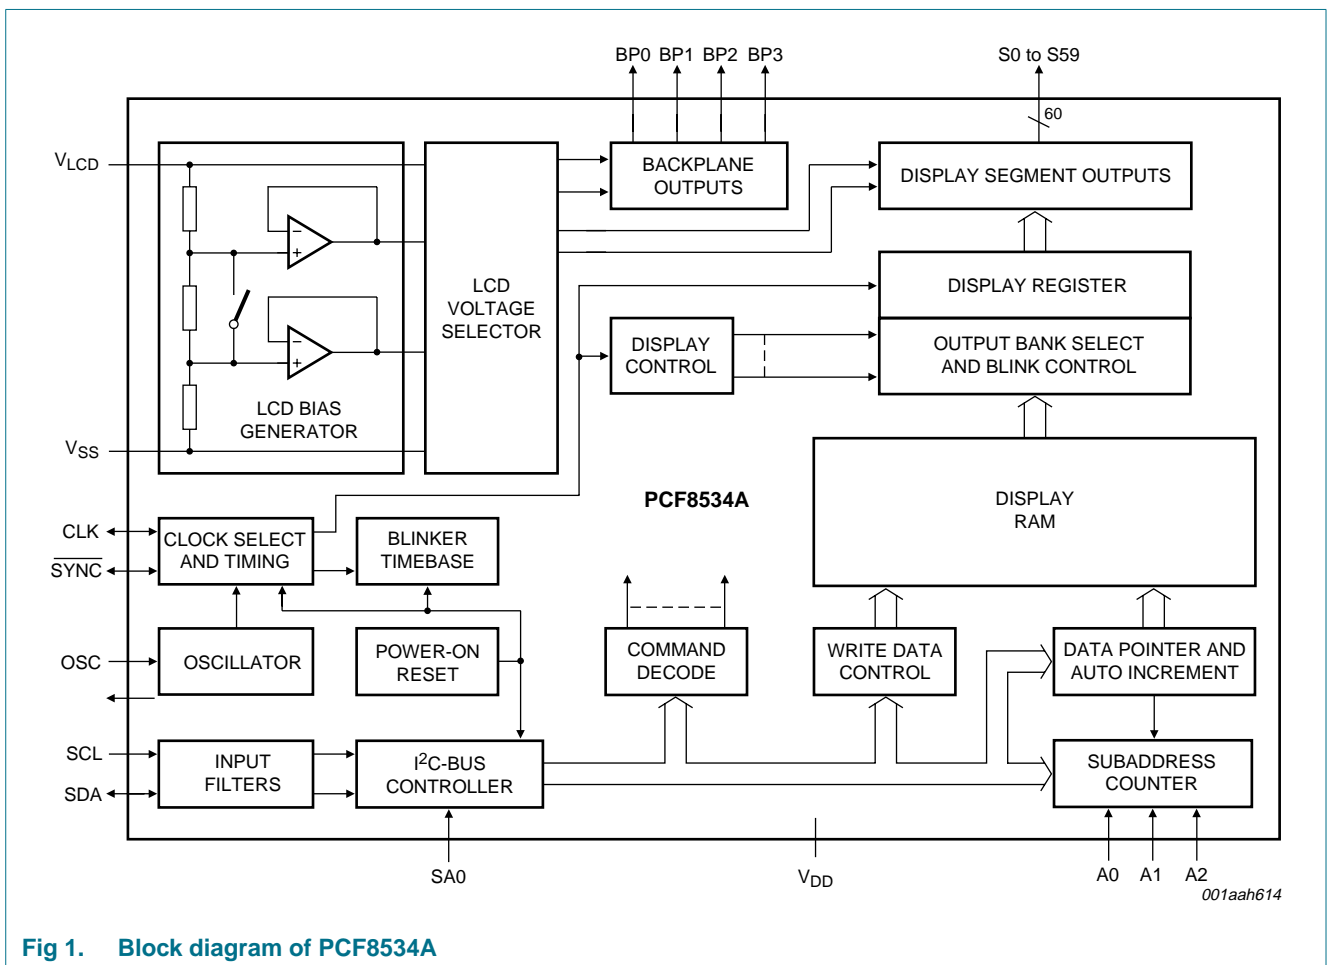 BP0 BP1 BP2 BP3
S0 to S59
60
VLCD
BACKPLANE
OUTPUTS
DISPLAY SEGMENT OUTPUTS
LCD
VOLTAGE
SELECTOR
DISPLAY REGISTER
DISPLAY
CONTROL
OUTPUT BANK SELECT
AND BLINK CONTROL
LCD BIAS
GENERATOR
VSS
PCF8534A
DISPLAY
RAM
CLK
SYNC
CLOCK SELECT
AND TIMING
BLINKER
TIMEBASE
OSC
OSCILLATOR
POWER-ON
RESET
COMMAND
DECODE
WRITE DATA
CONTROL
DATA POINTER AND
AUTO INCREMENT
SCL
SDA
INPUT
FILTERS
I2C-BUS
CONTROLLER
SUBADDRESS
COUNTER
SA0
VDD
A0 A1 A2
001aah614
Fig 1. Block diagram of PCF8534A